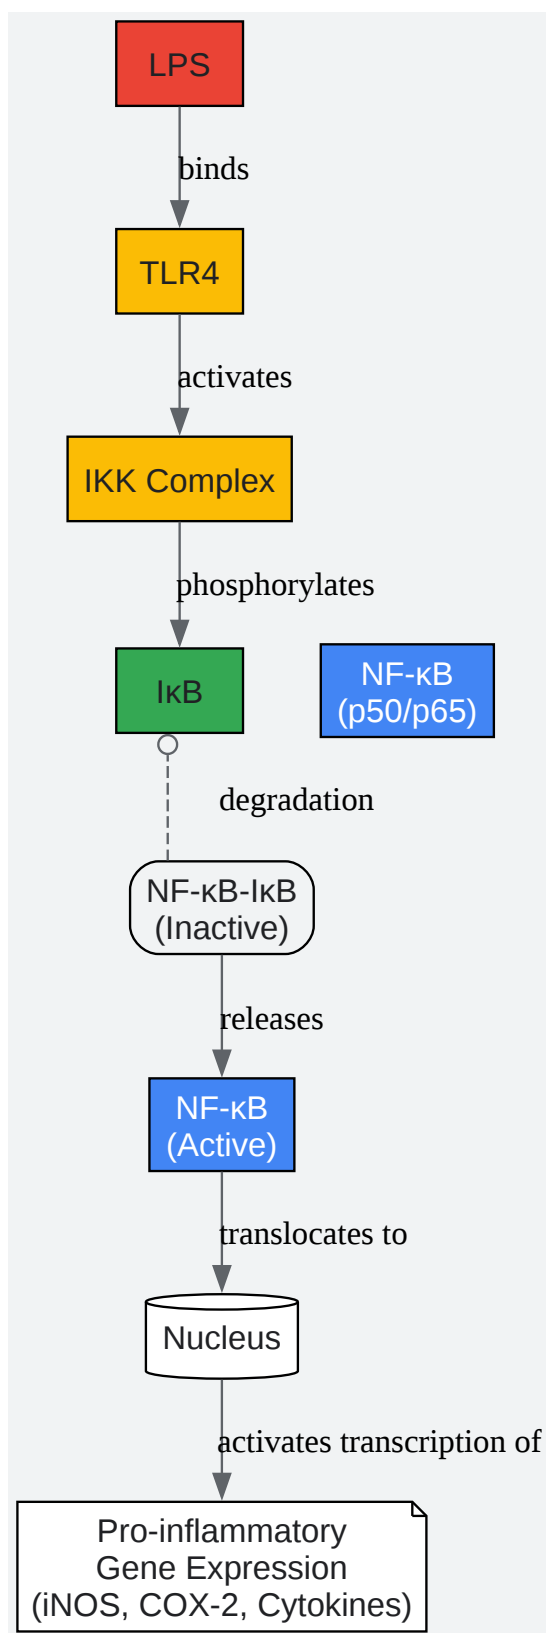 LPS
binds
TLR4
activates
IKK Complex
phosphorylates
IκB
NF-κB
(p50/p65)
degradation
NF-κB-IκB
(Inactive)
releases
NF-κB
(Active)
translocates to
Nucleus
activates transcription of
Pro-inflammatory
Gene Expression
(iNOS, COX-2, Cytokines)